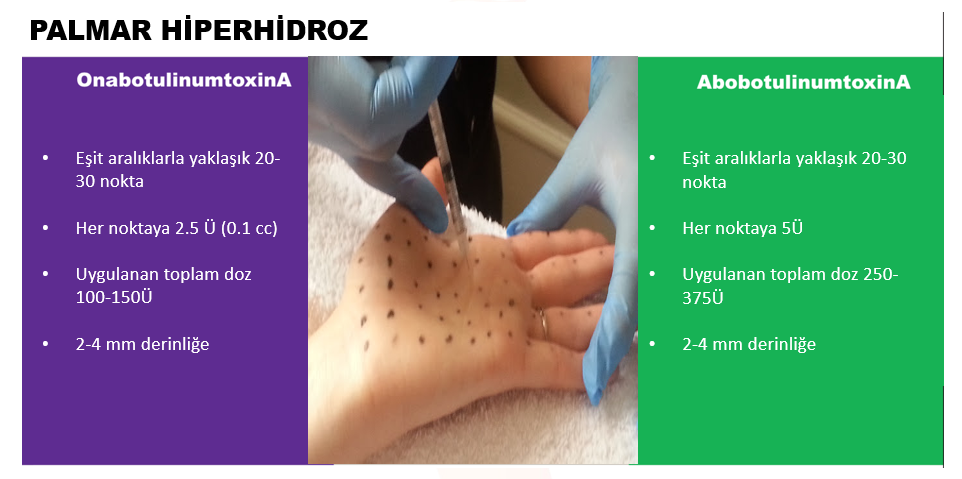 PALMAR HİPERHİDROZ
OnabotulinumtoxinA
• Eşit aralıklarla yaklaşık 20-
30 nokta
• Her noktaya 2.5 Ü (0.1 cc)
• Uygulanan toplam doz
100-150Ü
• 2-4 mm derinliğe
AbobotulinumtoxinA
• Eşit aralıklarla yaklaşık 20-30
nokta
• Her noktaya 5Ü
• Uygulanan toplam doz 250-
375Ü
• 2-4 mm derinliğe